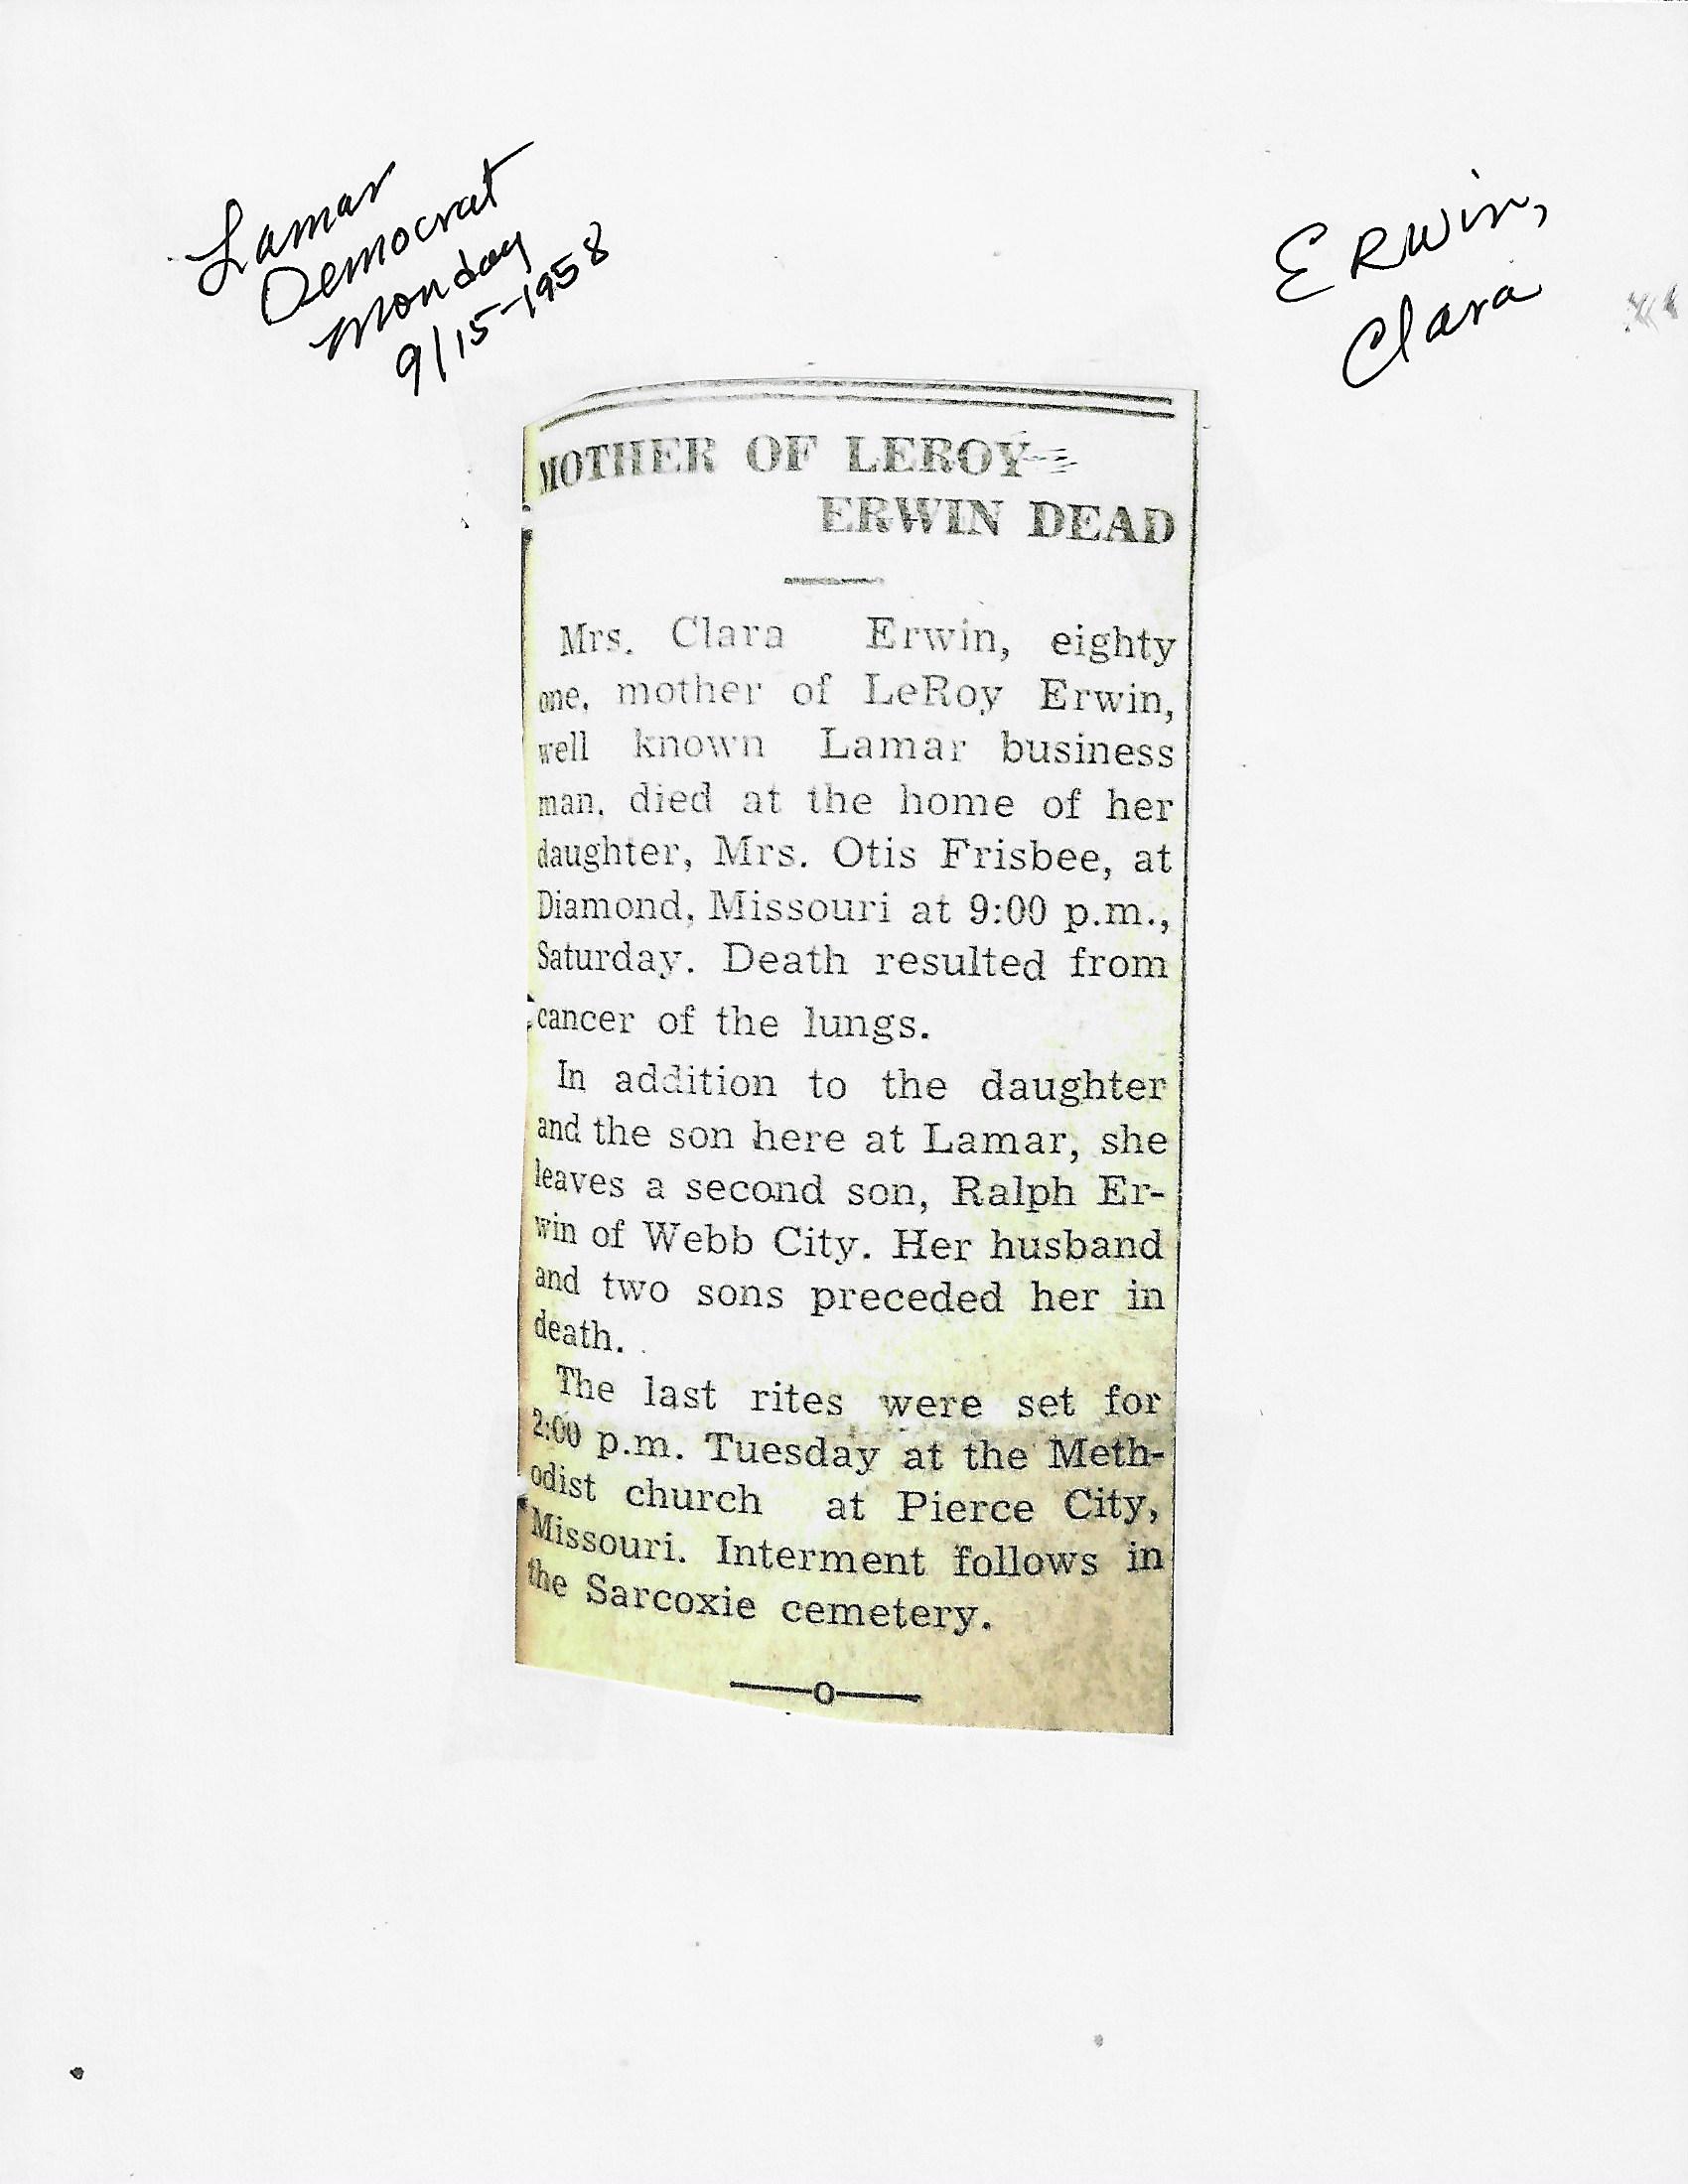 Lamar
Democrat
Monday
9/15-1958
ERwin,
Clara
MOTHER OF LEROY
ERWIN DEAD
Mrs. Clara Erwin, eighty
one, mother of LeRoy Erwin,
well known Lamar business
man, died at the home of her
daughter, Mrs. Otis Frisbee, at
Diamond, Missouri at 9:00 p.m.,
Saturday. Death resulted from
cancer of the lungs.
In addition to the daughter
and the son here at Lamar, she
leaves a second son, Ralph Er-
win of Webb City. Her husband
and two sons preceded her in
death.
The last rites were set for
2:00 p.m. Tuesday at the Meth-
odist church at Pierce City,
Missouri. Interment follows in
the Sarcoxie cemetery.